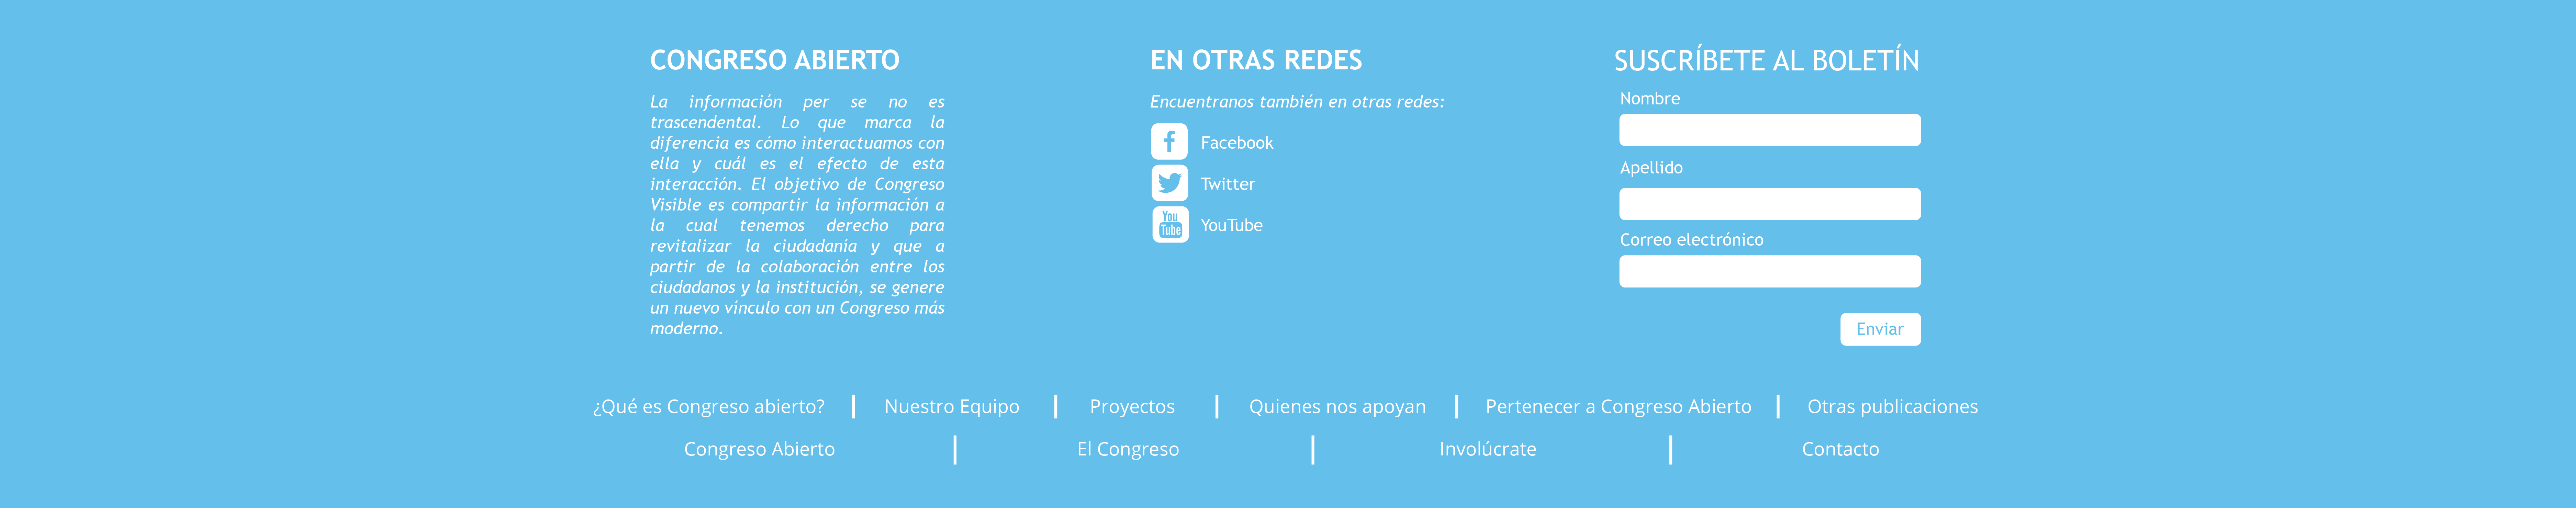 CONGRESO ABIERTO
La información per se no es
trascendental. Lo que marca la
diferencia es cómo interactuamos con
ella y cuál es el efecto de esta
interacción. El objetivo de Congreso
Visible es compartir la información a
la cual tenemos derecho para
revitalizar la ciudadanía y que a
partir de la colaboración entre los
ciudadanos y la institución, se genere
un nuevo vínculo con un Congreso más
moderno.
EN OTRAS REDES
Encuentranos también en otras redes:
f Facebook
Twitter
You
Tube
YouTube
SUSCRÍBETE AL BOLETÍN
Nombre
Apellido
Correo electrónico
Enviar
¿Qué es Congreso abierto? | Nuestro Equipo | Proyectos | Quienes nos apoyan | Pertenecer a Congreso Abierto | Otras publicaciones
Congreso Abierto | El Congreso | Involúcrate | Contacto